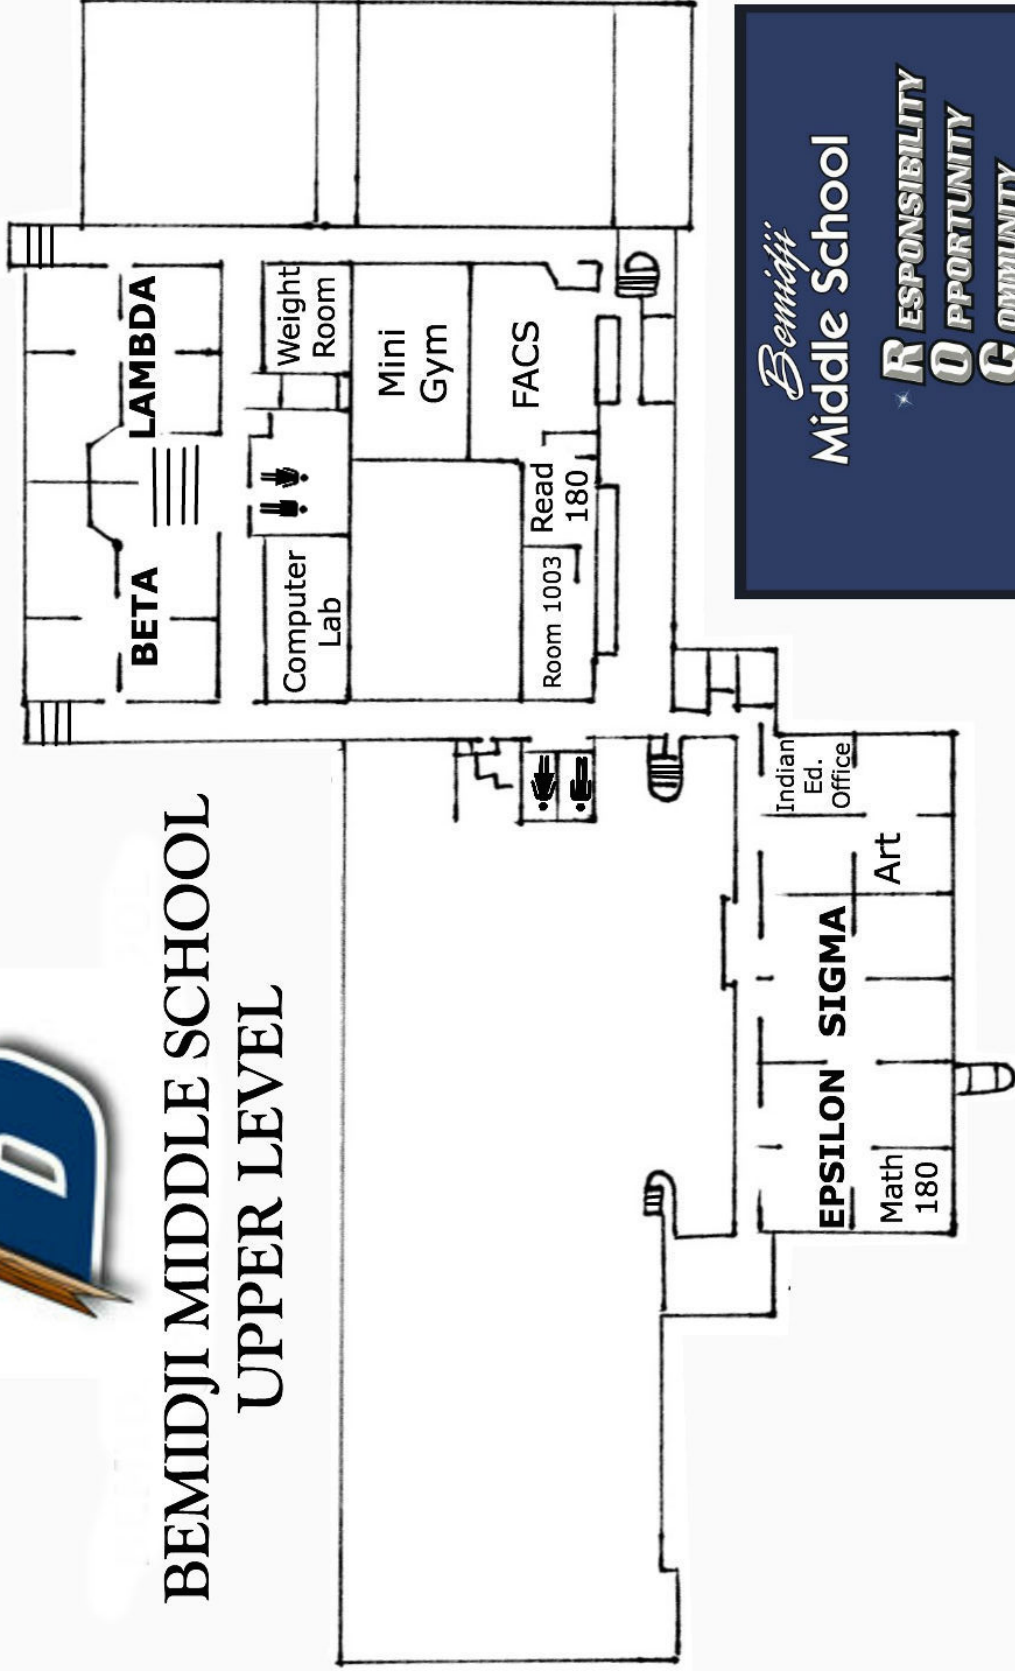 D
BEMIDJI MIDDLE SCHOOL
UPPER LEVEL
BETA
LAMBDA
Computer
Lab
Weight
Room
Mini
Gym
FACS
Read
180
Room 1003
Indian
Ed.
Office
Art
EPSILON SIGMA
Math
180
Bemidji
Middle School
RESPONSIBILITY
OPPORTUNITY
COMMUNITY